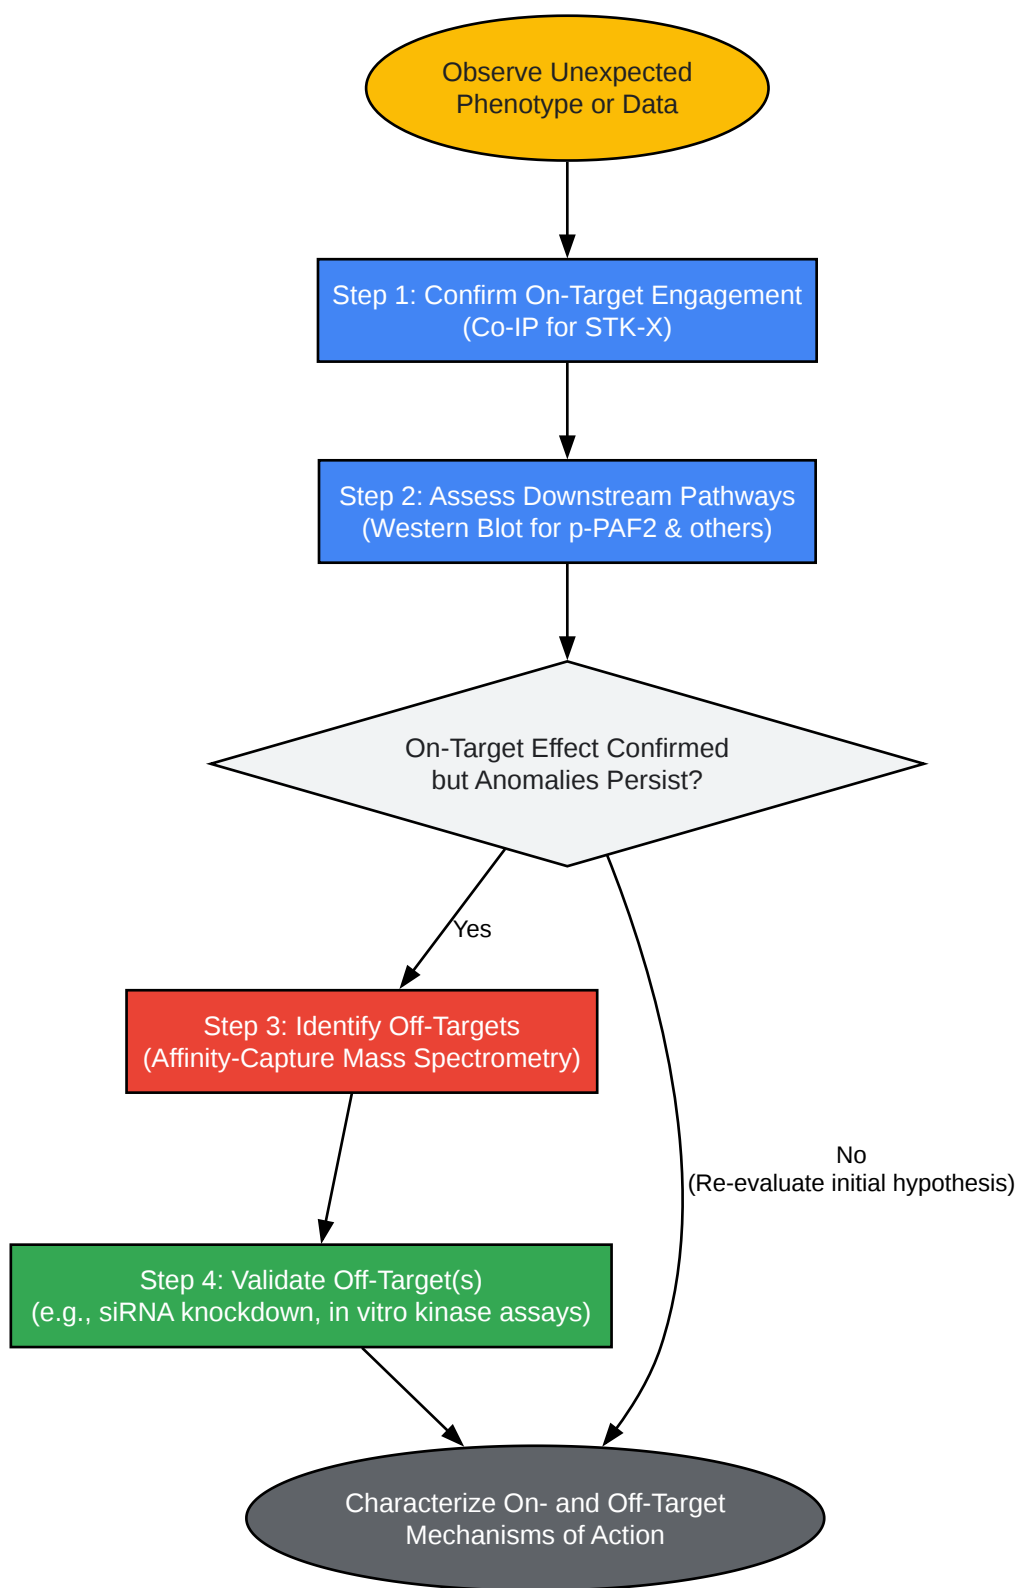 Observe Unexpected
Phenotype or Data
Step 1: Confirm On-Target Engagement
(Co-IP for STK-X)
Step 2: Assess Downstream Pathways
(Western Blot for p-PAF2 & others)
On-Target Effect Confirmed
but Anomalies Persist?
Yes
Step 3: Identify Off-Targets
(Affinity-Capture Mass Spectrometry)
No
(Re-evaluate initial hypothesis)
Step 4: Validate Off-Target(s)
(e.g., siRNA knockdown, in vitro kinase assays)
Characterize On- and Off-Target
Mechanisms of Action